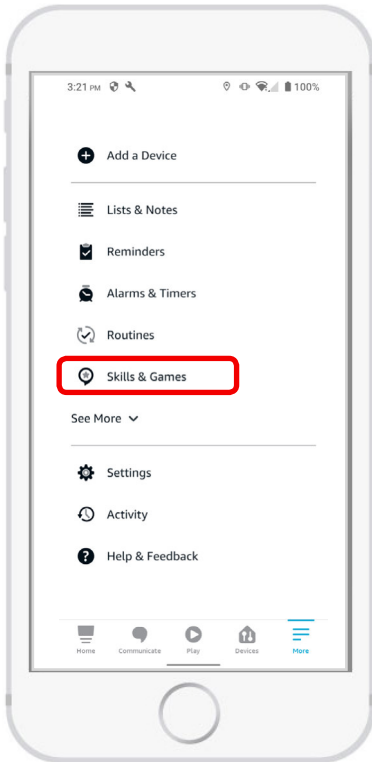 3:21 PM 100%
Add a Device
Lists & Notes
Reminders
Alarms & Timers
Routines
Skills & Games
See More
Settings
Activity
Help & Feedback
Home Communicate Play Devices More